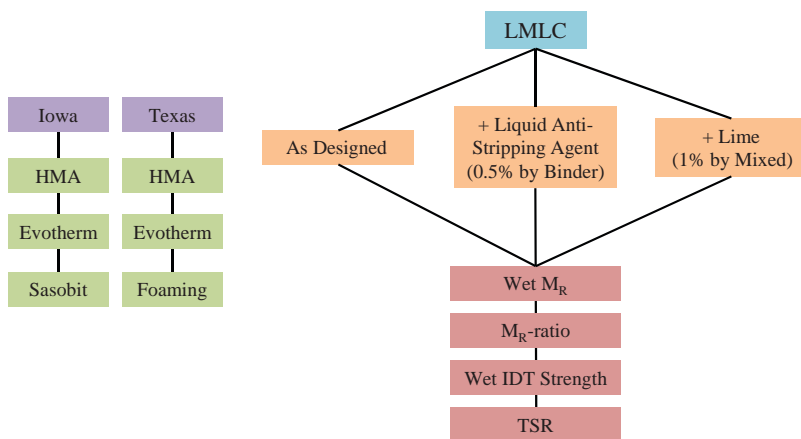 LMLC
Iowa
Texas
HMA
HMA
Evotherm
Evotherm
Sasobit
Foaming
As Designed
+ Liquid Anti-
Stripping Agent
(0.5% by Binder)
+ Lime
(1% by Mixed)
Wet MR
MR-ratio
Wet IDT Strength
TSR